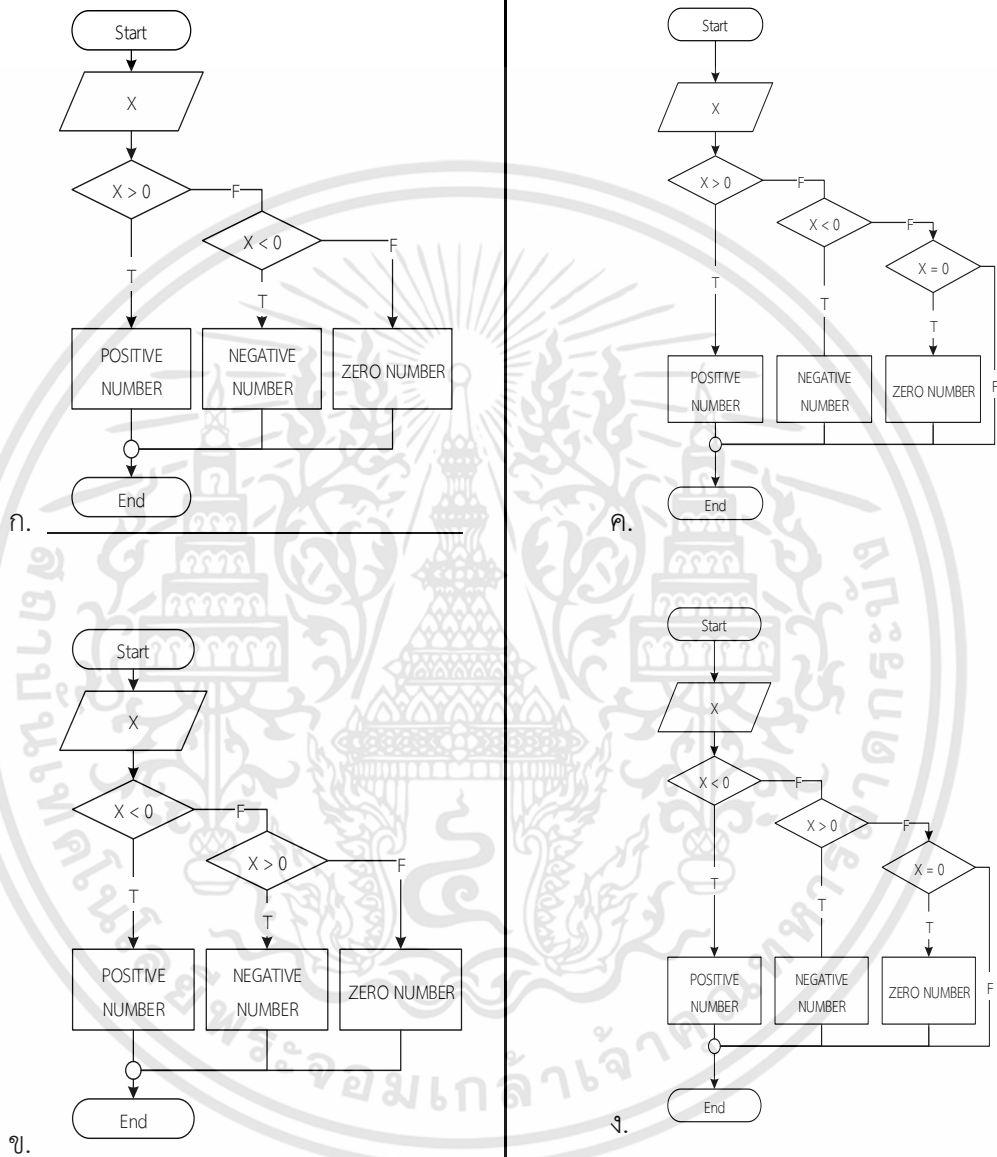 Start
X
X > 0
F
X < 0
F
T
T
POSITIVE
NUMBER
NEGATIVE
NUMBER
ZERO NUMBER
End
ก.
Start
X
X > 0
F
X < 0
F
X = 0
T
T
T
F
POSITIVE
NUMBER
NEGATIVE
NUMBER
ZERO NUMBER
End
ค.
Start
X
X < 0
F
X > 0
F
T
T
POSITIVE
NUMBER
NEGATIVE
NUMBER
ZERO NUMBER
End
ข.
Start
X
X < 0
F
X > 0
F
X = 0
T
T
T
F
POSITIVE
NUMBER
NEGATIVE
NUMBER
ZERO NUMBER
End
ง.